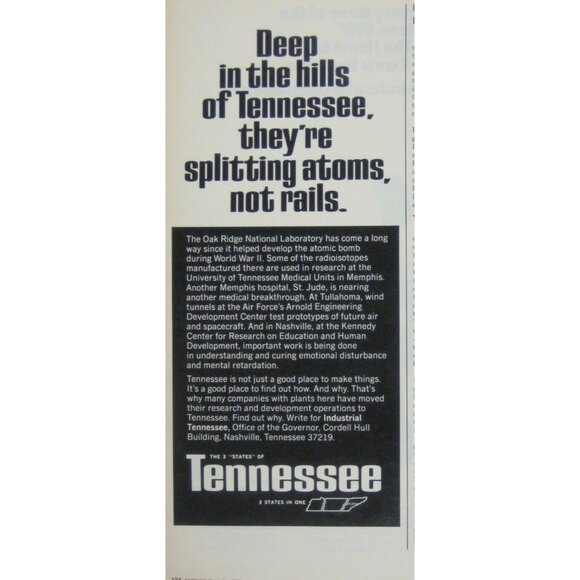 Deep
in the hills
of Tennessee,
they're
splitting atoms,
not rails.
The Oak Ridge National Laboratory has come a long
way since it helped develop the atomic bomb
during World War II. Some of the radioisotopes
manufactured there are used in research at the
University of Tennessee Medical Units in Memphis.
Another Memphis hospital, St. Jude, is nearing
another medical breakthrough. At Tullahoma, wind
tunnels at the Air Force's Arnold Engineering
Development Center test prototypes of future air
and spacecraft. And in Nashville, at the Kennedy
Center for Research on Education and Human
Development, important work is being done
in understanding and curing emotional disturbance
and mental retardation.
Tennessee is not just a good place to make things.
It's a good place to find out how. And why. That's
why many companies with plants here have moved
their research and development operations to
Tennessee. Find out why. Write for Industrial
Tennessee, Office of the Governor, Cordell Hull
Building, Nashville, Tennessee 37219.
THE 3 "STATES" OF
Tennessee
3 STATES IN ONE